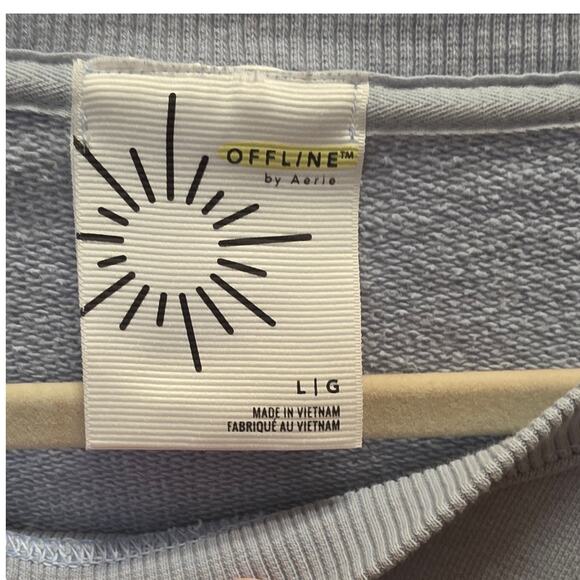 OFFLINE™
by Aerie
L | G
MADE IN VIETNAM
FABRIQUÉ AU VIETNAM